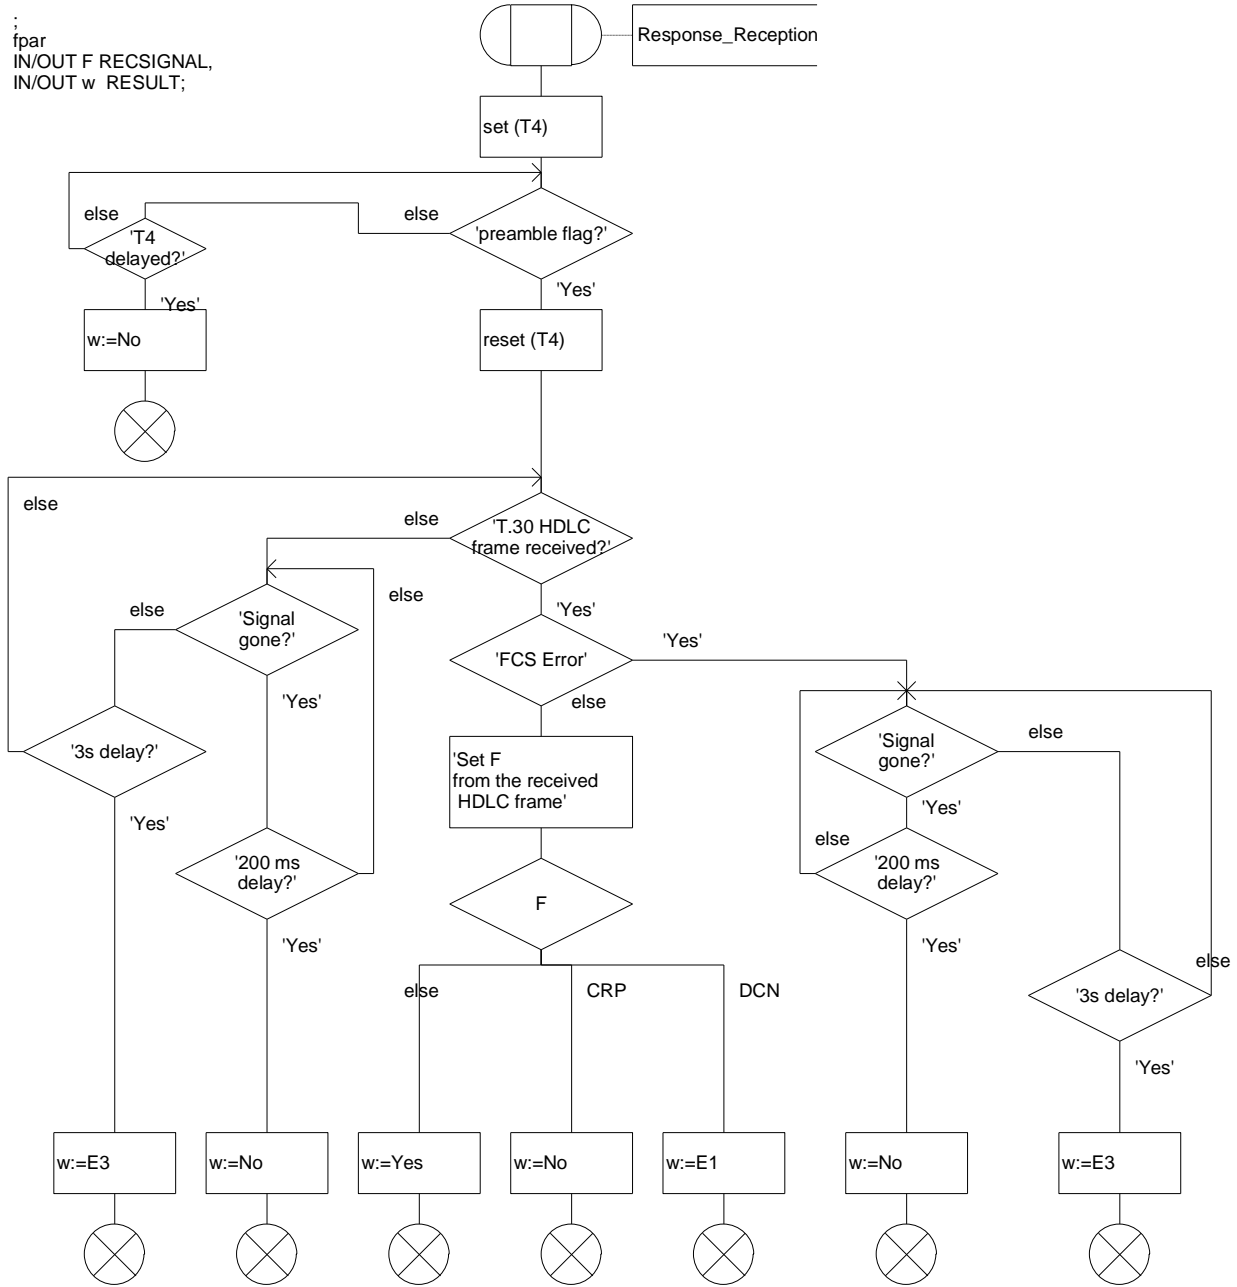 ;
fpar
IN/OUT F RECSIGNAL,
IN/OUT w  RESULT;
Response_Reception
set (T4)
else
else
'T4
delayed?'
'preamble flag?'
'Yes'
'Yes'
w:=No
reset (T4)
else
else
'T.30 HDLC
frame received?'
else
else
'Yes'
'Signal
gone?'
'Yes'
'FCS Error'
'Yes'
else
'3s delay?'
'Set F
from the received
HDLC frame'
'Signal
gone?'
else
'Yes'
'Yes'
else
'200 ms
delay?'
'200 ms
delay?'
F
'Yes'
'Yes'
else
else
CRP
DCN
'3s delay?'
'Yes'
w:=E3
w:=No
w:=Yes
w:=No
w:=E1
w:=No
w:=E3